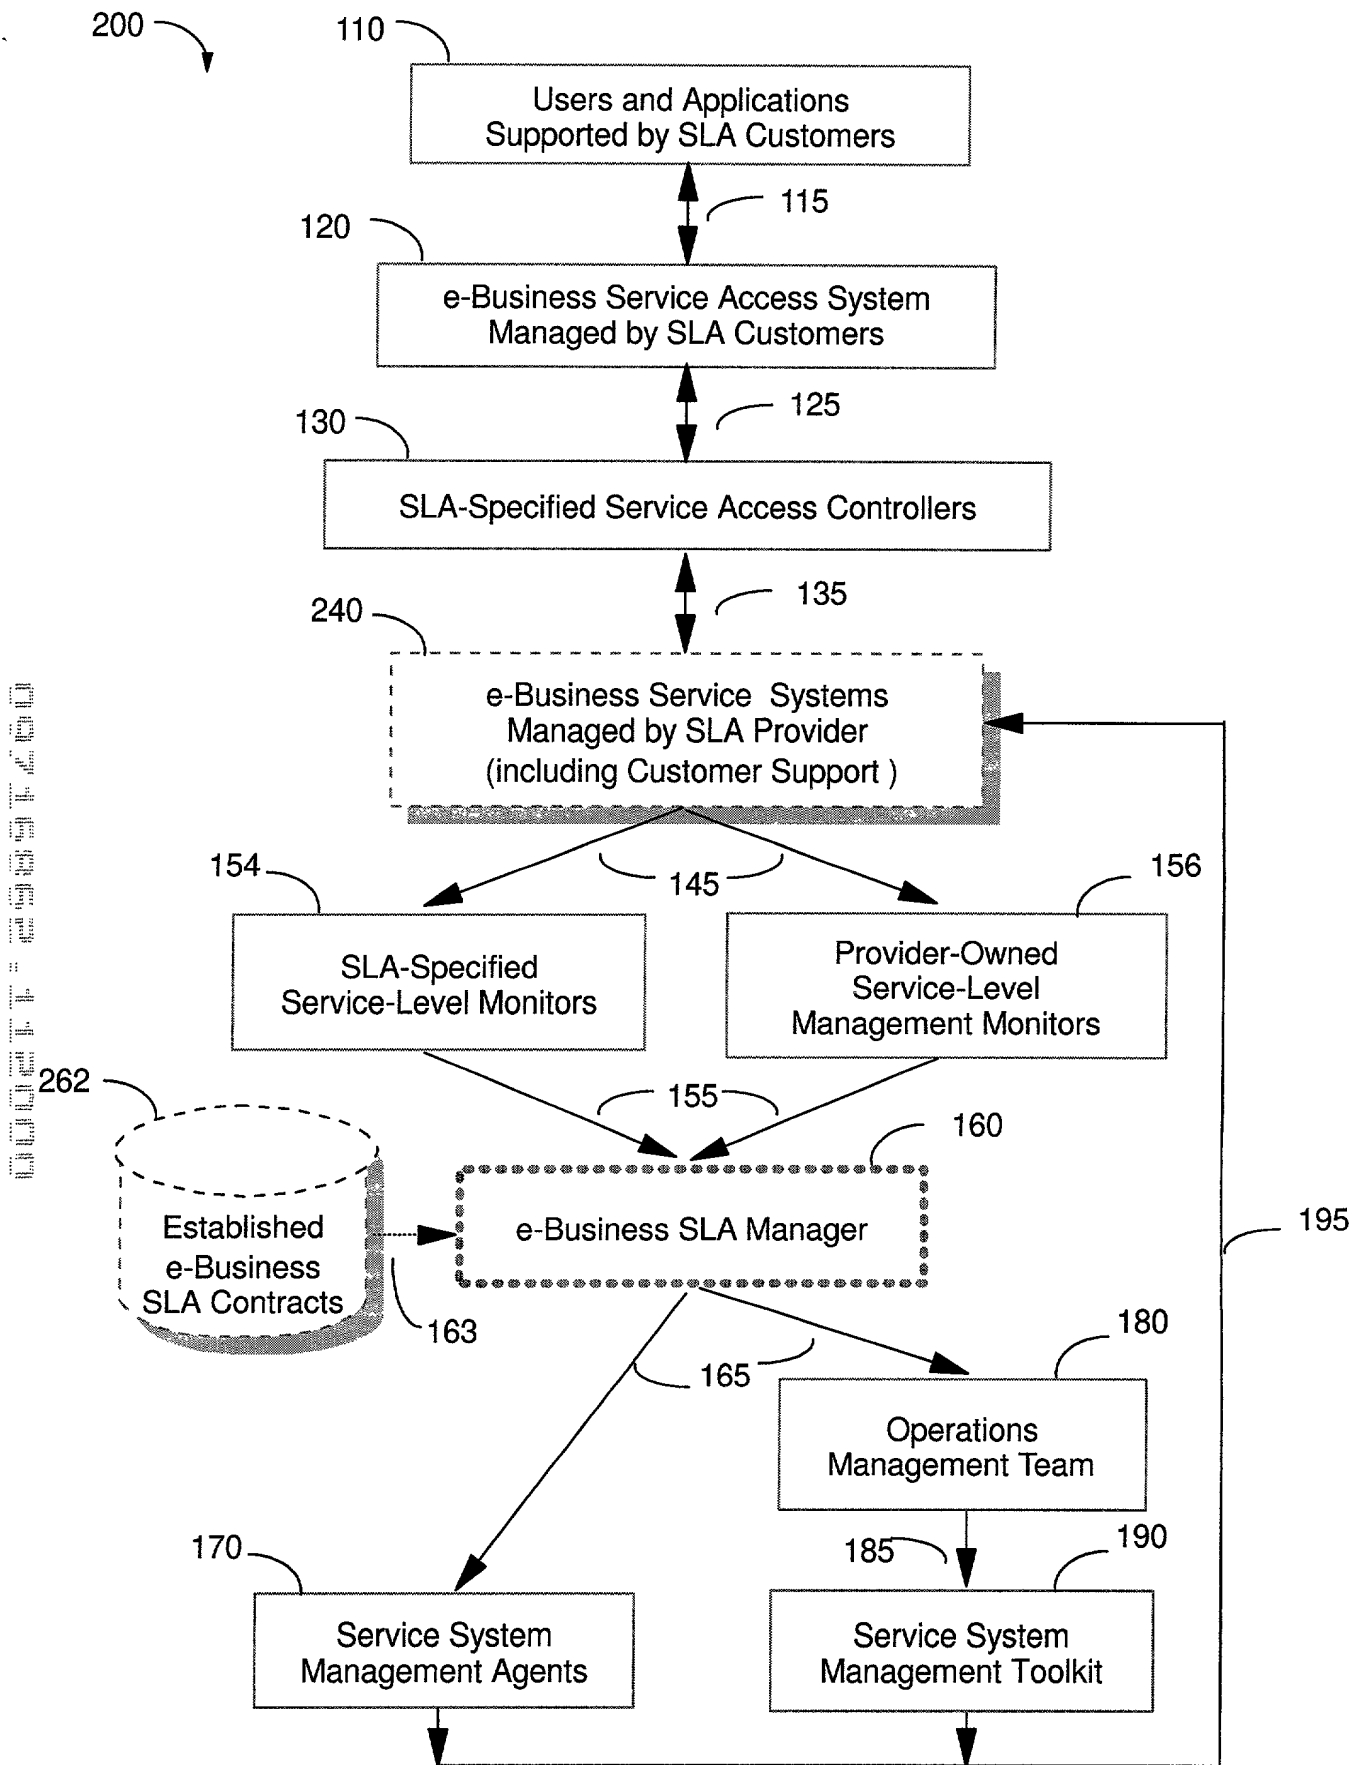 200
110
Users and Applications
Supported by SLA Customers
115
120
e-Business Service Access System
Managed by SLA Customers
125
130
SLA-Specified Service Access Controllers
135
240
e-Business Service Systems
Managed by SLA Provider
(including Customer Support )
154
145
156
SLA-Specified
Service-Level Monitors
Provider-Owned
Service-Level
Management Monitors
262
155
160
Established
e-Business
SLA Contracts
e-Business SLA Manager
195
163
165
180
Operations
Management Team
170
185
190
Service System
Management Agents
Service System
Management Toolkit